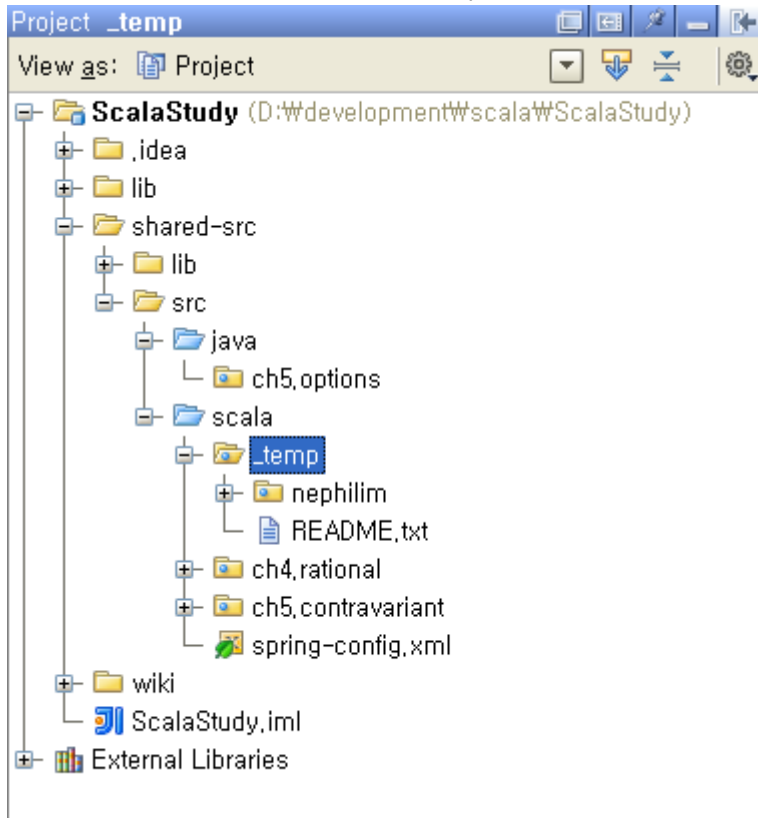 Project _temp
View as: Project
ScalaStudy (D:₩development₩scala₩ScalaStudy)
.idea
lib
shared-src
lib
src
java
ch5.options
scala
_temp
nephilim
README.txt
ch4.rational
ch5.contravariant
spring-config.xml
wiki
ScalaStudy.iml
External Libraries